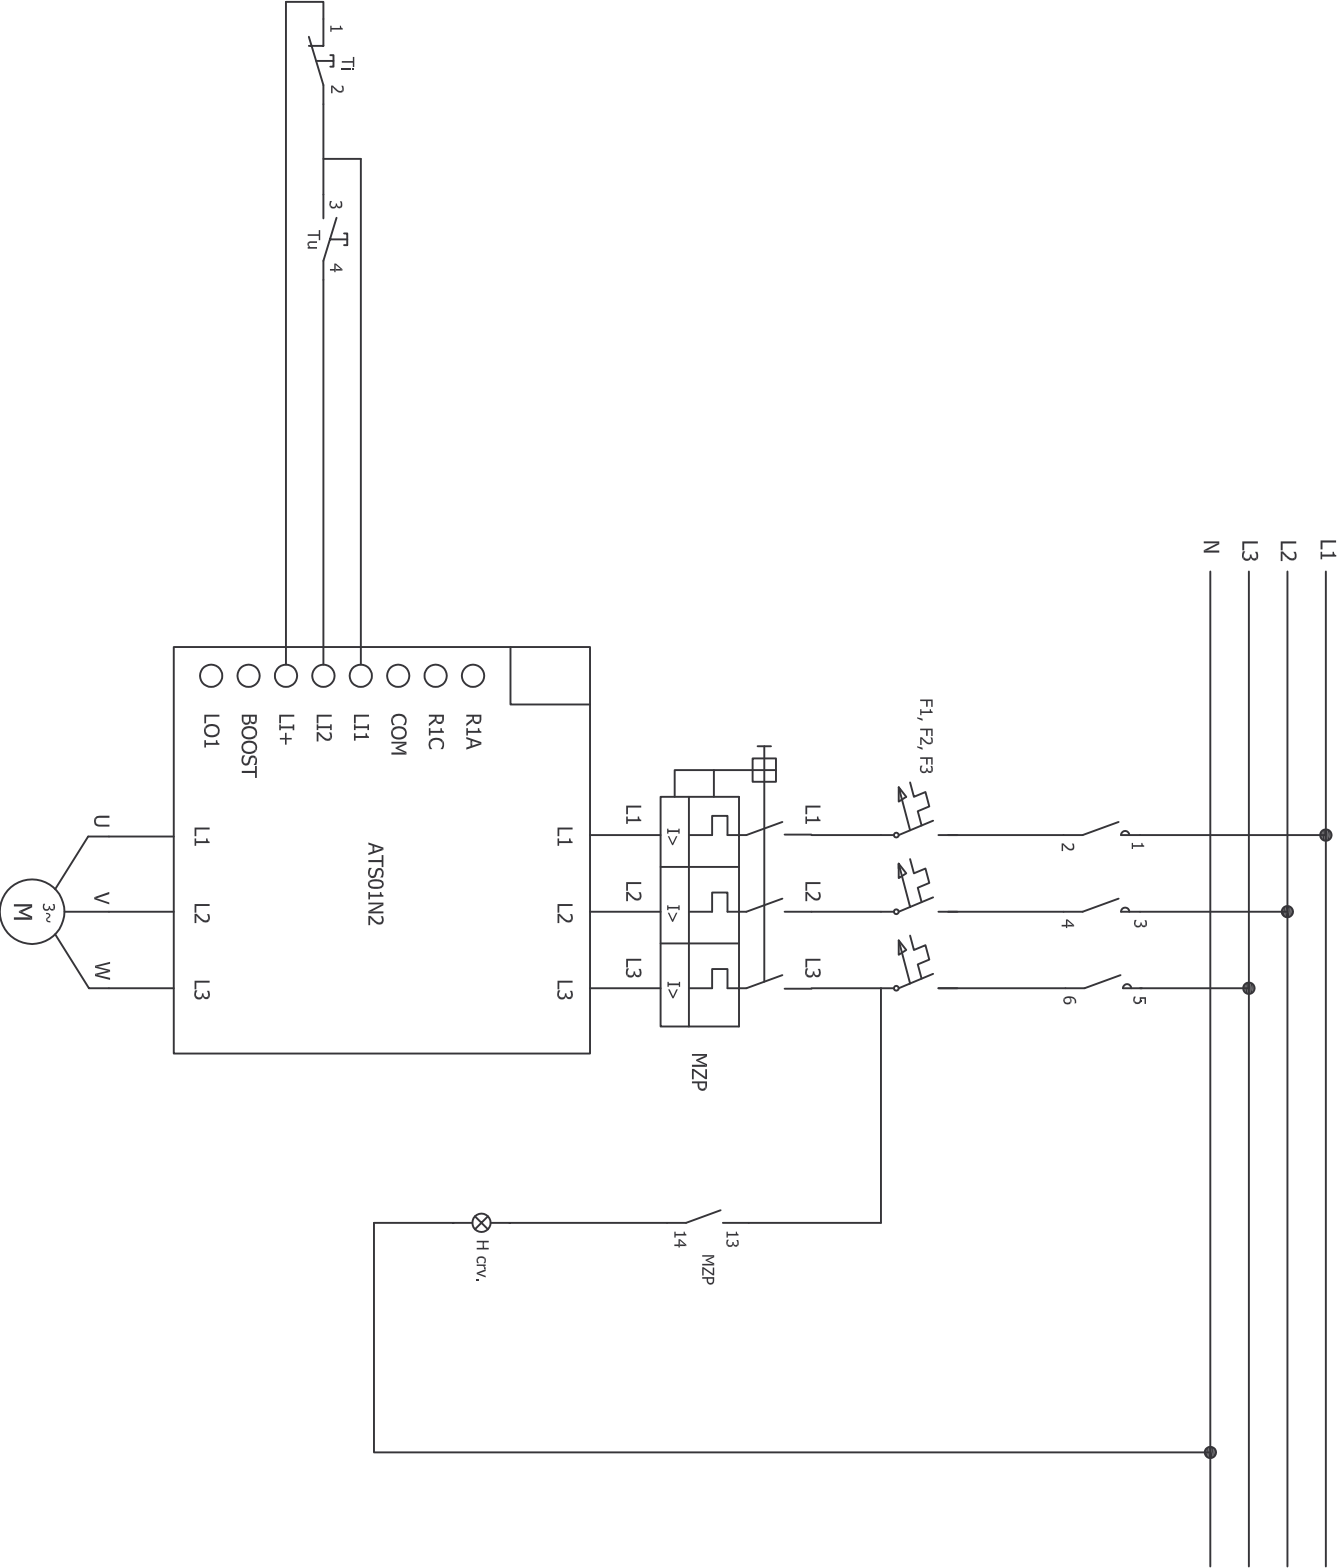 L1
L2
L3
N
1
2
3
4
5
6
F1, F2, F3
L1
L2
L3
MZP
I>
I>
I>
L1
L2
L3
13
14
MZP
H crv.
L1
L2
L3
ATS01N2
R1A
R1C
COM
LI1
LI2
LI+
BOOST
LO1
L1
L2
L3
U
V
W
3~
M
1
Ti
2
3
Tu
4